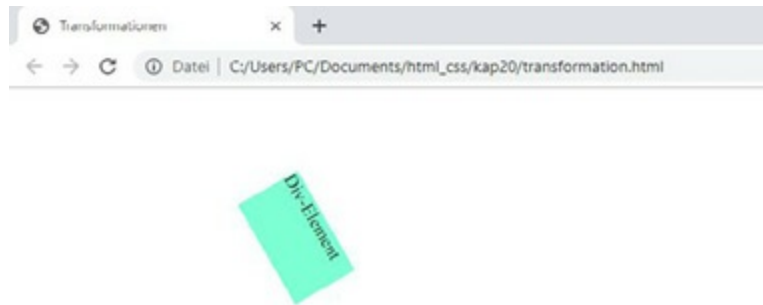 Transformationen
Datei C:/Users/PC/Documents/html_css/kap20/transformation.html
Div-Element